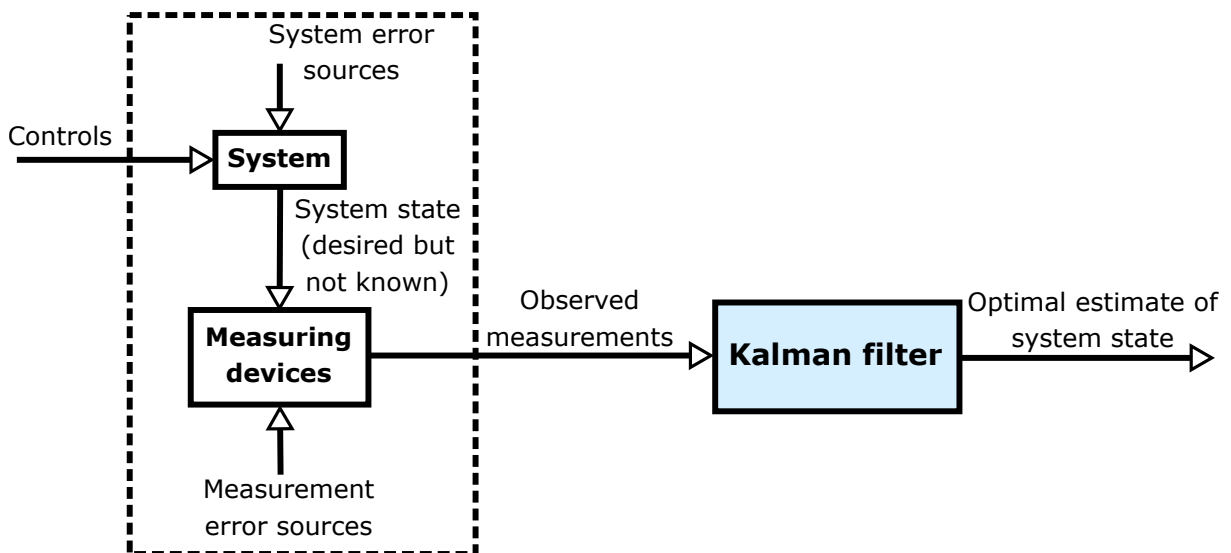 System error
sources
Controls
System
System state
(desired but
not known)
Measuring
devices
Measurement
error sources
Observed
measurements
Kalman filter
Optimal estimate of
system state